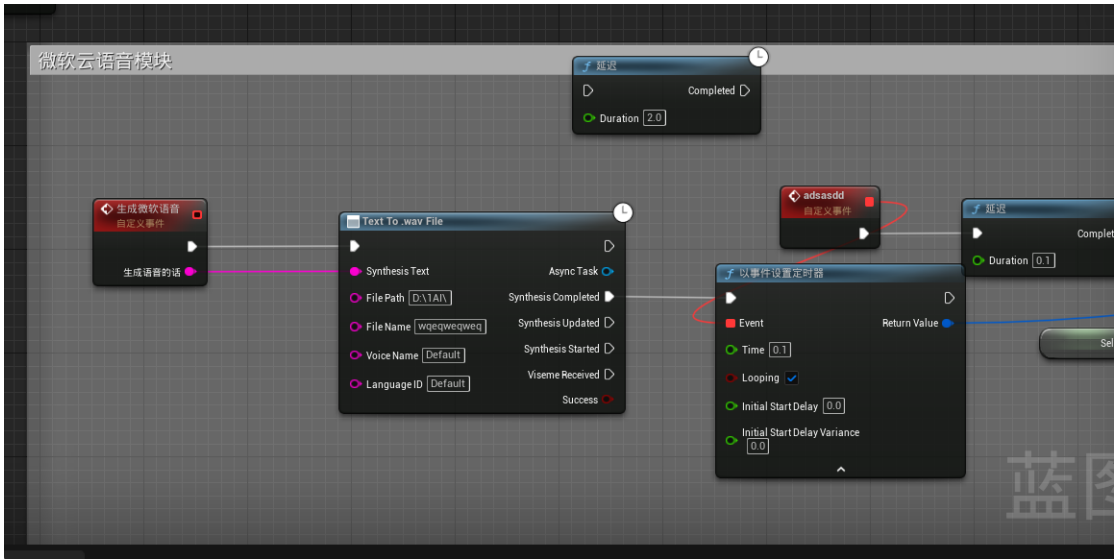 微软云语音模块
延迟
Completed
Duration 2.0
生成微软语音
自定义事件
生成语音的话
Text To .wav File
Synthesis Text
Async Task
File Path D:\1AI\
Synthesis Completed
File Name wqeqweqweq
Synthesis Updated
Voice Name Default
Synthesis Started
Language ID Default
Viseme Received
Success
adsasdd
自定义事件
延迟
Complet
Duration 0.1
以事件设置定时器
Event
Return Value
Time 0.1
Looping
Initial Start Delay 0.0
Initial Start Delay Variance
0.0
Sel
蓝